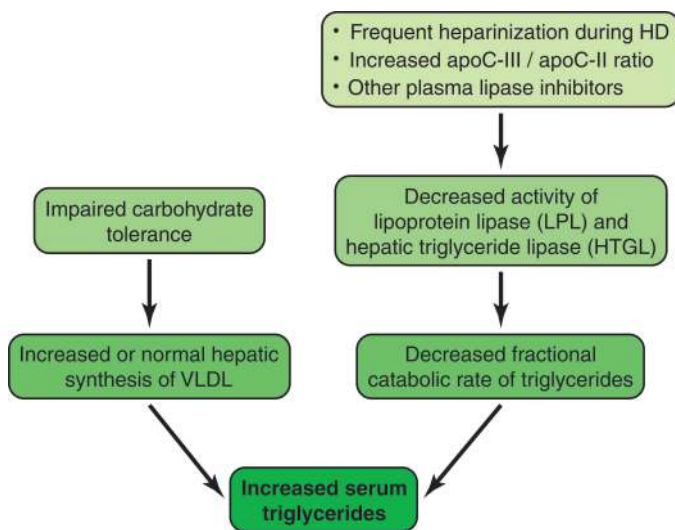 • Frequent heparinization during HD
• Increased apoC-III / apoC-II ratio
• Other plasma lipase inhibitors
Impaired carbohydrate
tolerance
Decreased activity of
lipoprotein lipase (LPL) and
hepatic triglyceride lipase (HTGL)
Increased or normal hepatic
synthesis of VLDL
Decreased fractional
catabolic rate of triglycerides
Increased serum
triglycerides